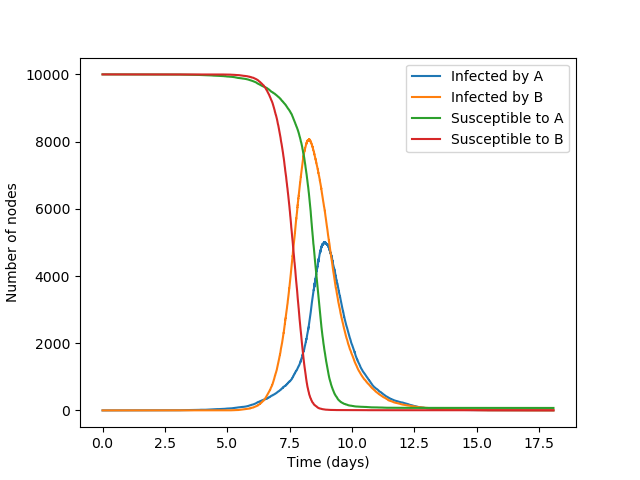 Infected by A
Infected by B
Susceptible to A
Susceptible to B
Number of nodes
10000
8000
6000
4000
2000
0
0.0 2.5 5.0 7.5 10.0 12.5 15.0 17.5
Time (days)